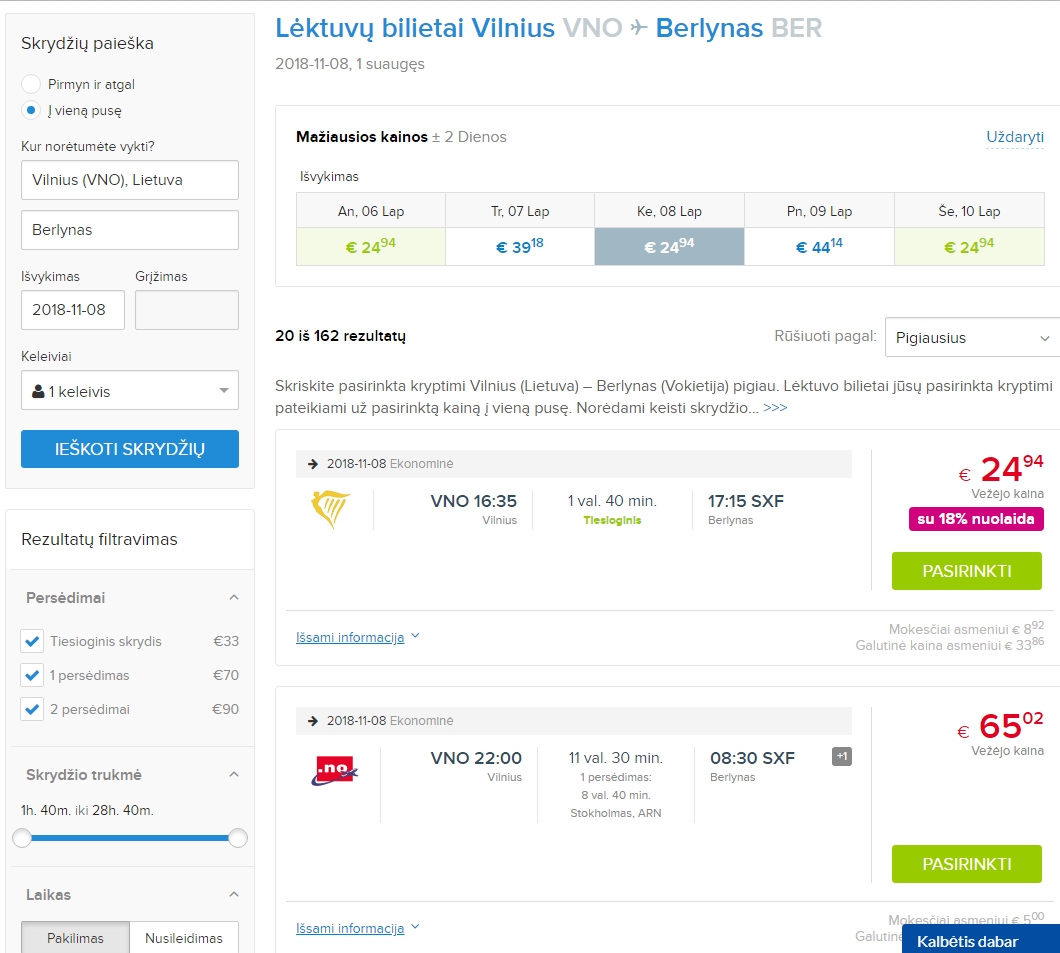 Skrydžių paieška
Pirmyn ir atgal
Į vieną pusę
Kur norėtumėte vykti?
Vilnius (VNO), Lietuva
Berlynas
Išvykimas Grįžimas
2018-11-08
Keleiviai
1 keleivis
IEŠKOTI SKRYDŽIŲ
Rezultatų filtravimas
Persėdimai
Tiesioginis skrydis €33
1 persėdimas €70
2 persėdimai €90
Skrydžio trukmė
1h. 40m. iki 28h. 40m.
Laikas
Pakilimas Nusileidimas
Lėktuvų bilietai Vilnius VNO ✈ Berlynas BER
2018-11-08, 1 suaugęs
Mažiausios kainos ± 2 Dienos Uždaryti
Išvykimas
An, 06 Lap Tr, 07 Lap Ke, 08 Lap Pn, 09 Lap Še, 10 Lap
€ 24 94 € 39 18 € 24 94 € 44 14 € 24 94
20 iš 162 rezultatų Rūšiuoti pagal: Pigiausius
Skriskite pasirinkta kryptimi Vilnius (Lietuva) – Berlynas (Vokietija) pigiau. Lėktuvo bilietai jūsų pasirinkta kryptimi
pateikiami už pasirinktą kainą į vieną pusę. Norėdami keisti skrydžio... >>>
➔ 2018-11-08 Ekonominė
VNO 16:35 1 val. 40 min. 17:15 SXF
Vilnius Tiesioginis Berlynas
€ 24 94
Vežėjo kaina
su 18% nuolaida
PASIRINKTI
Išsami informacija
Mokesčiai asmeniui € 8 92
Galutinė kaina asmeniui € 33 86
➔ 2018-11-08 Ekonominė
.no VNO 22:00 11 val. 30 min. 08:30 SXF +1
Vilnius 1 persėdimas: Berlynas
8 val. 40 min.
Stokholmas, ARN
€ 65 02
Vežėjo kaina
PASIRINKTI
Išsami informacija
Mokesčiai asmeniui € 5 00
Galutinė
Kalbėtis dabar